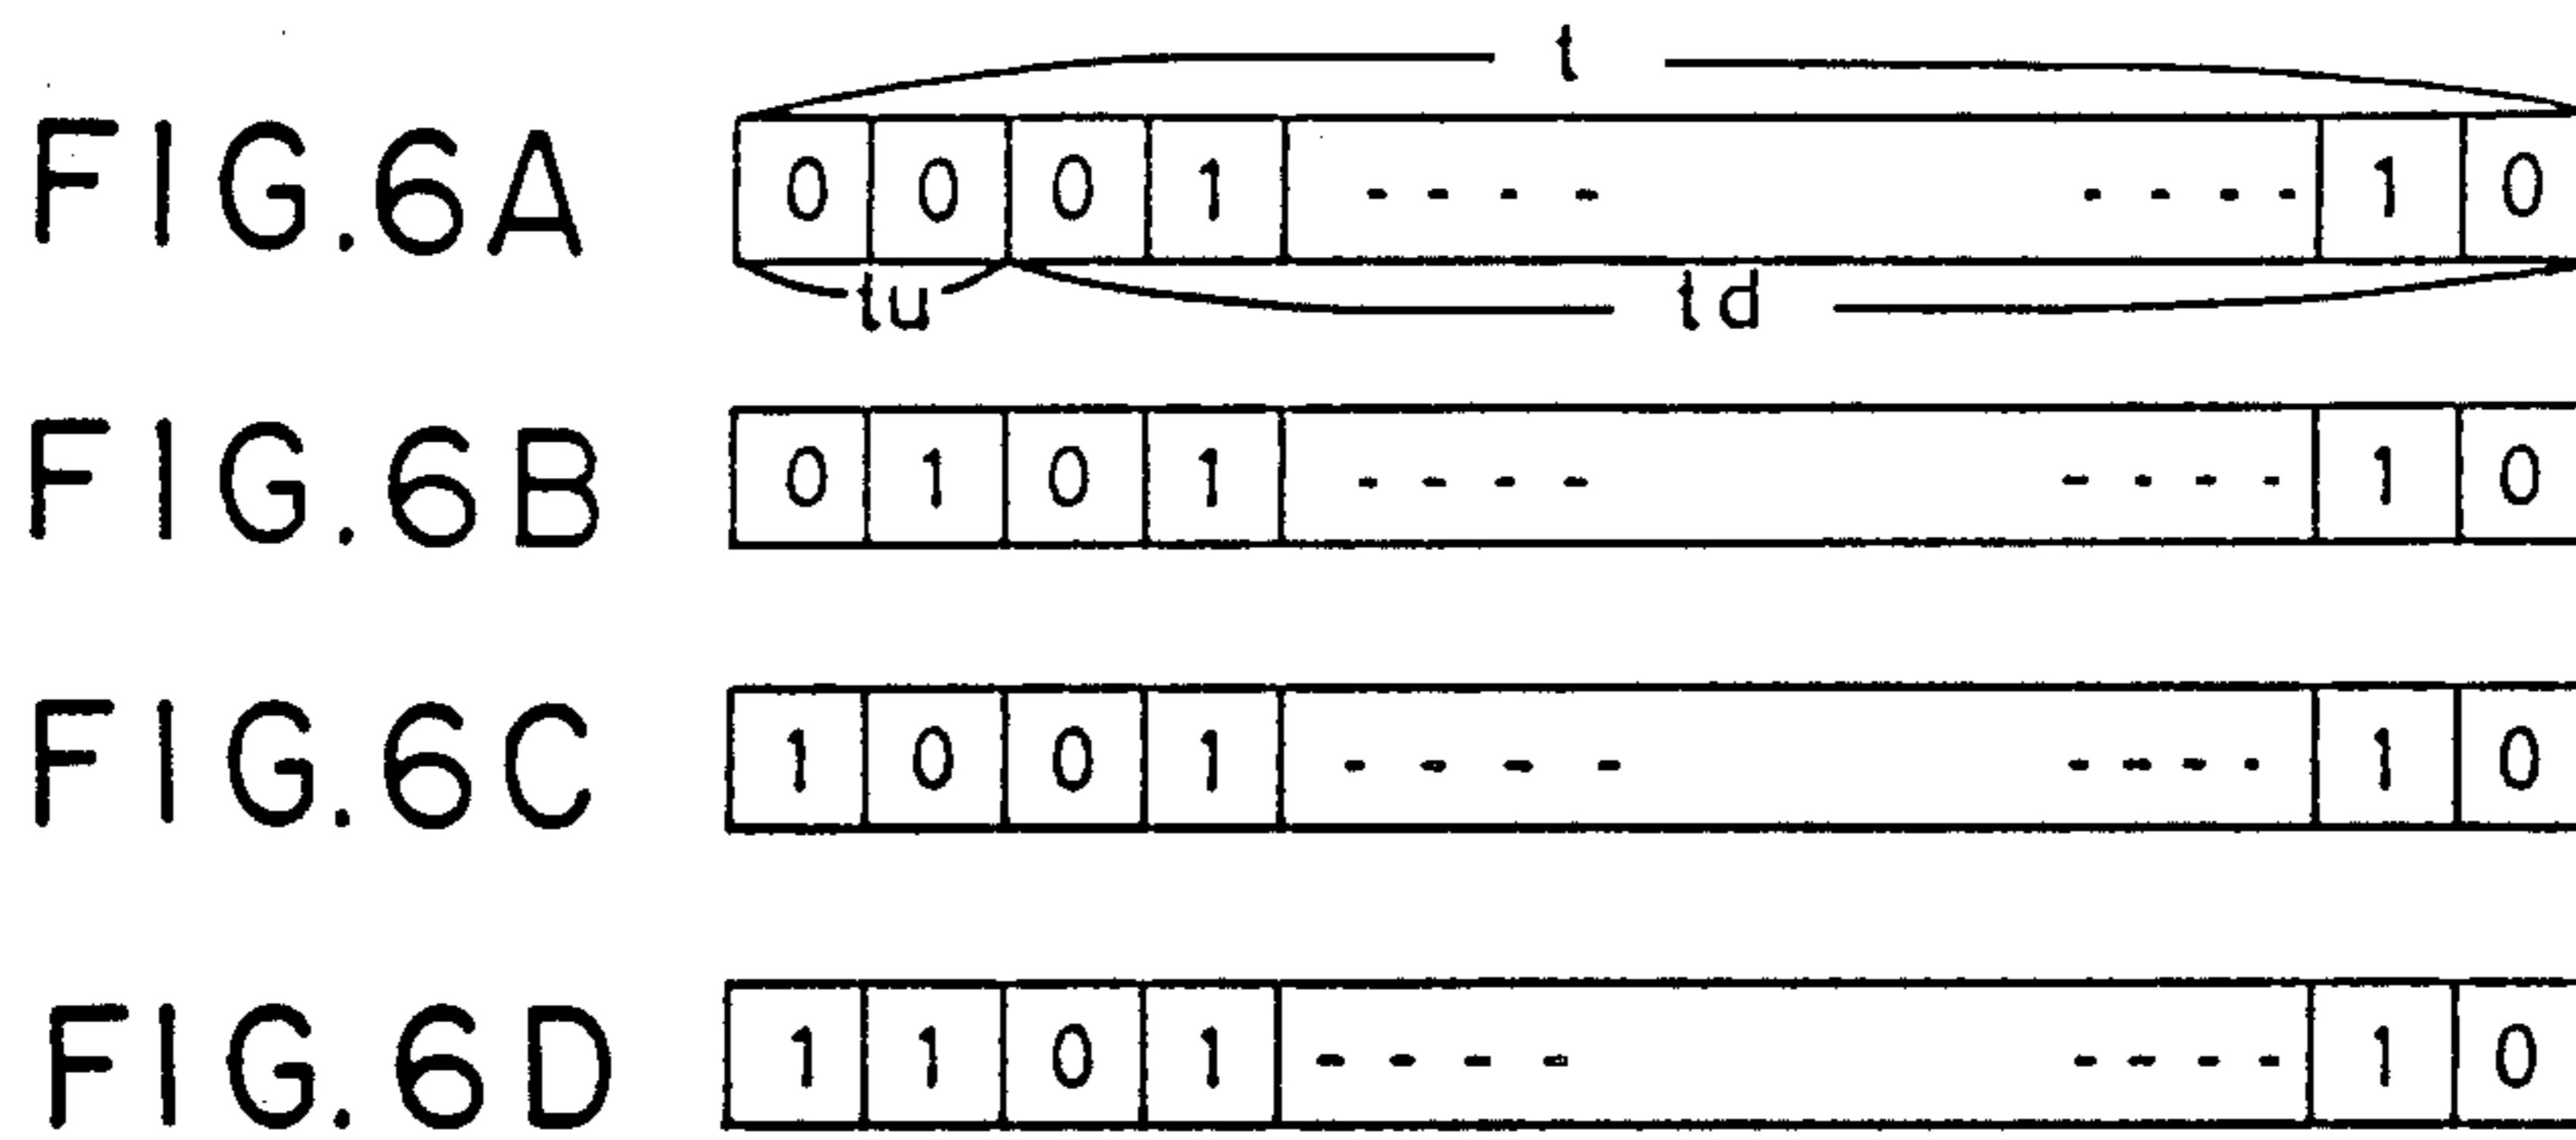 t
FIG.6A 0 0 0 1 ---- ---- 1 0
tu td
FIG.6B 0 1 0 1 ---- ---- 1 0
FIG.6C 1 0 0 1 ---- ---- 1 0
FIG.6D 1 1 0 1 ---- ---- 1 0